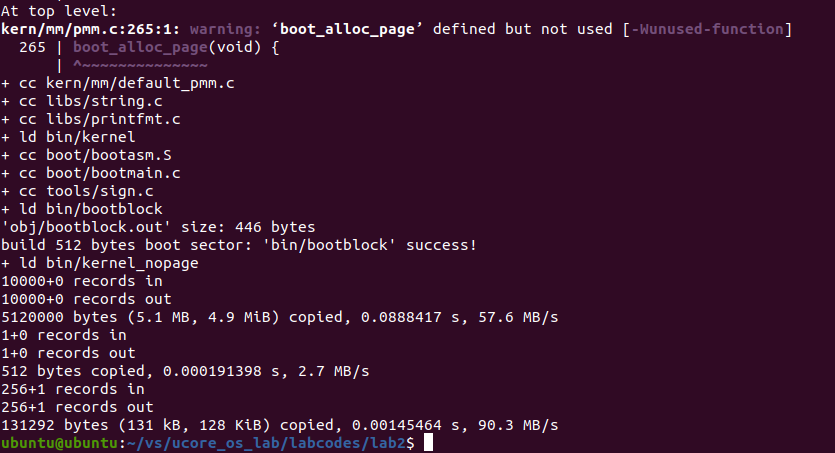 At top level:
kern/mm/pmm.c:265:1: warning: ‘boot_alloc_page’ defined but not used [-Wunused-function]
  265 | boot_alloc_page(void) {
      | ^~~~~~~~~~~~~~~
+ cc kern/mm/default_pmm.c
+ cc libs/string.c
+ cc libs/printfmt.c
+ ld bin/kernel
+ cc boot/bootasm.S
+ cc boot/bootmain.c
+ cc tools/sign.c
+ ld bin/bootblock
'obj/bootblock.out' size: 446 bytes
build 512 bytes boot sector: 'bin/bootblock' success!
+ ld bin/kernel_nopage
10000+0 records in
10000+0 records out
5120000 bytes (5.1 MB, 4.9 MiB) copied, 0.0888417 s, 57.6 MB/s
1+0 records in
1+0 records out
512 bytes copied, 0.000191398 s, 2.7 MB/s
256+1 records in
256+1 records out
131292 bytes (131 kB, 128 KiB) copied, 0.00145464 s, 90.3 MB/s
ubuntu@ubuntu:~/vs/ucore_os_lab/labcodes/lab2$